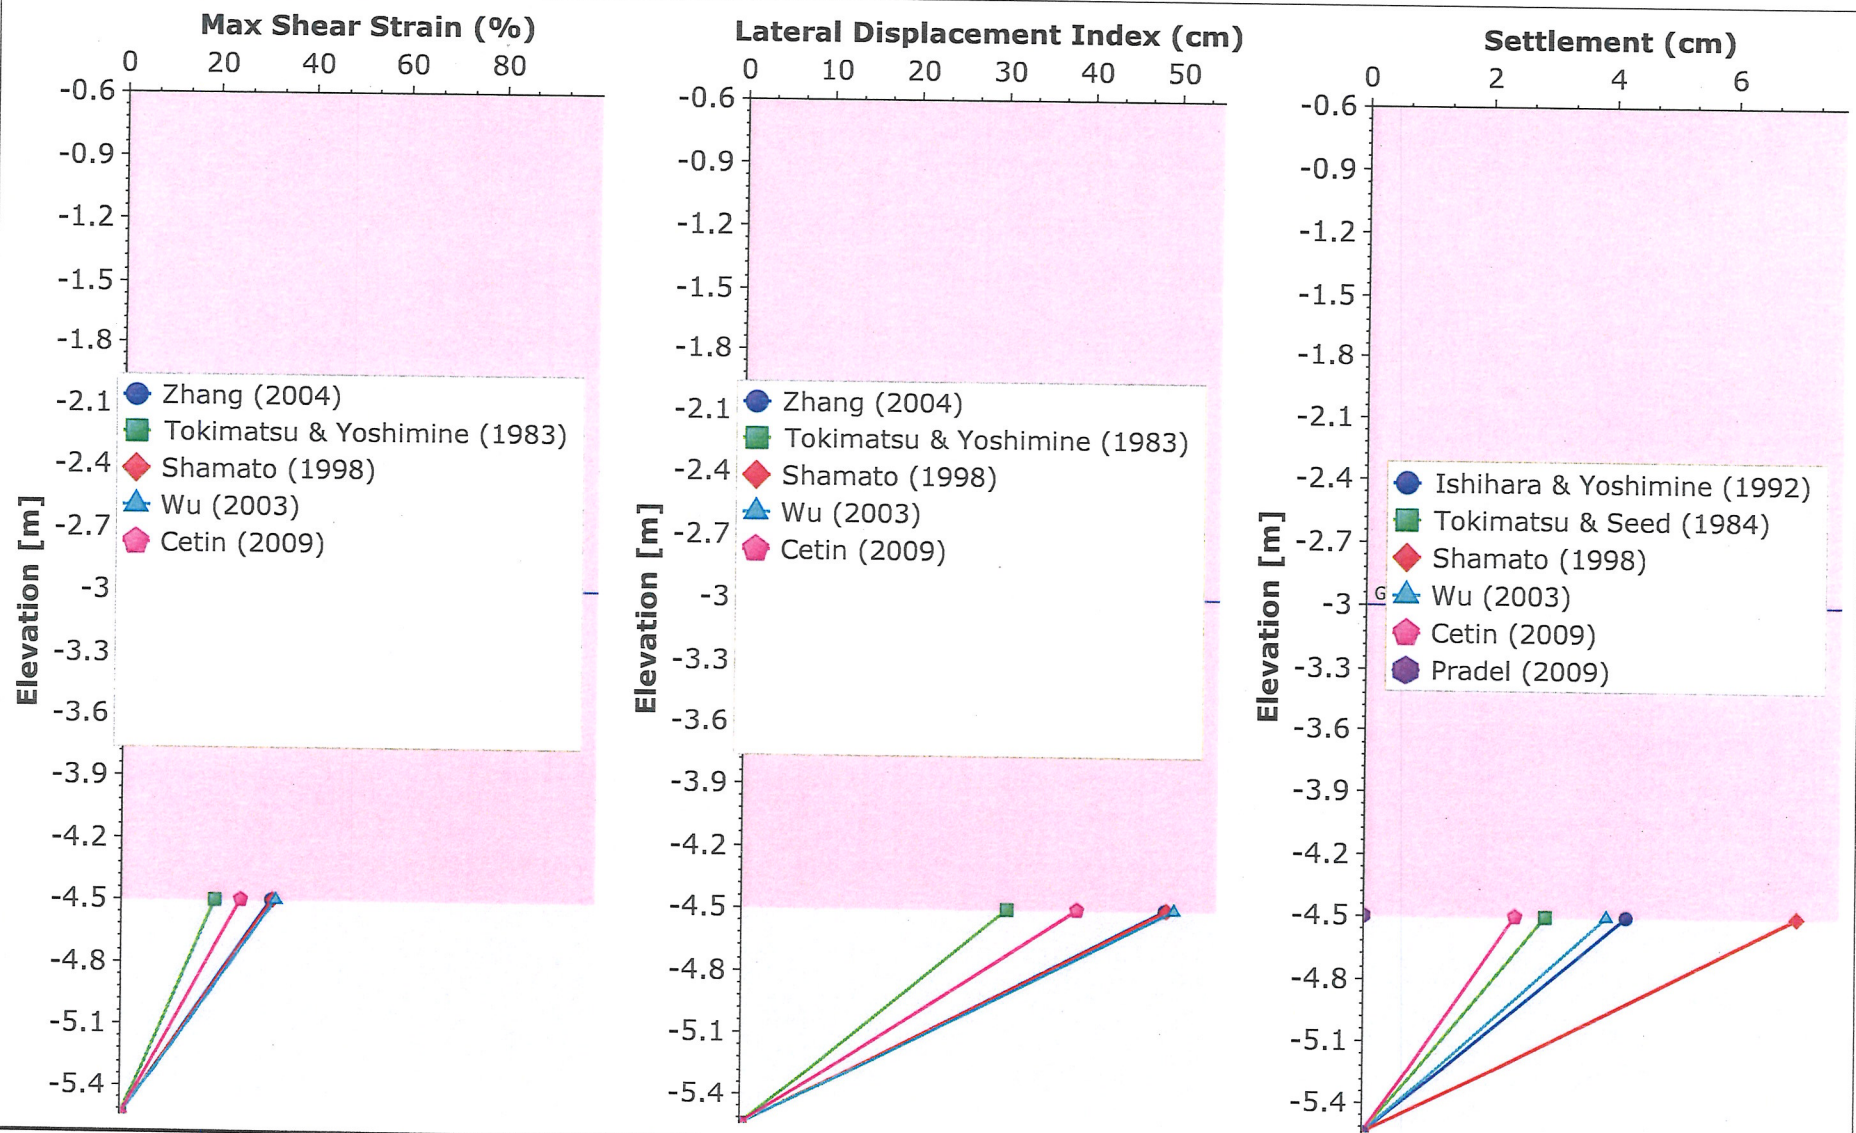 Max Shear Strain (%)
0 20 40 60 80
-0.6
-0.9
-1.2
-1.5
-1.8
-2.1
-2.4
-2.7
-3
-3.3
-3.6
-3.9
-4.2
-4.5
-4.8
-5.1
-5.4
Elevation [m]
Zhang (2004)
Tokimatsu & Yoshimine (1983)
Shamato (1998)
Wu (2003)
Cetin (2009)
Lateral Displacement Index (cm)
0 10 20 30 40 50
-0.6
-0.9
-1.2
-1.5
-1.8
-2.1
-2.4
-2.7
-3
-3.3
-3.6
-3.9
-4.2
-4.5
-4.8
-5.1
-5.4
Elevation [m]
Zhang (2004)
Tokimatsu & Yoshimine (1983)
Shamato (1998)
Wu (2003)
Cetin (2009)
Settlement (cm)
0 2 4 6
-0.6
-0.9
-1.2
-1.5
-1.8
-2.1
-2.4
-2.7
-3
-3.3
-3.6
-3.9
-4.2
-4.5
-4.8
-5.1
-5.4
Elevation [m]
G
Ishihara & Yoshimine (1992)
Tokimatsu & Seed (1984)
Shamato (1998)
Wu (2003)
Cetin (2009)
Pradel (2009)